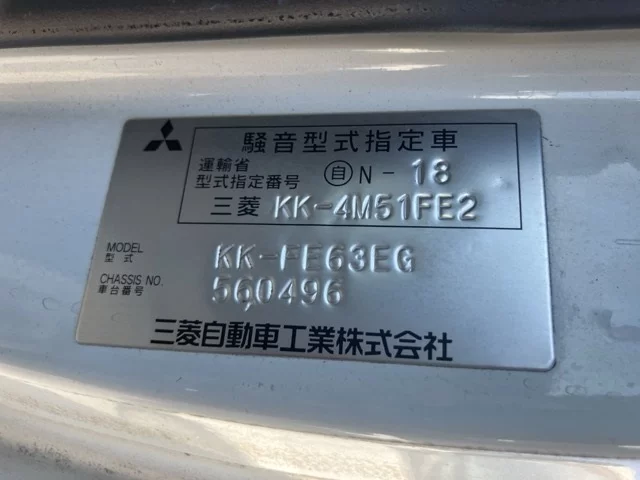 騒音型式指定車
運輸省
型式指定番号 自 N - 18
三菱 KK-4M51FE2
MODEL
型式 KK-FE63EG
CHASSIS NO.
車台番号 560496
三菱自動車工業株式会社